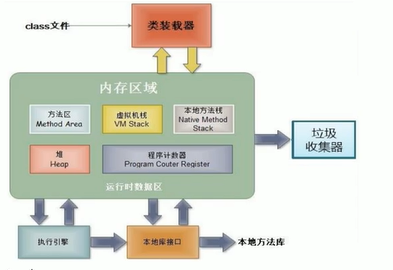 class文件
类装载器
内存区域
方法区
Method Area
虚拟机栈
VM Stack
本地方法栈
Native Method
Stack
堆
Heap
程序计数器
Program Couter Register
运行时数据区
垃圾
收集器
执行引擎
本地库接口
本地方法库